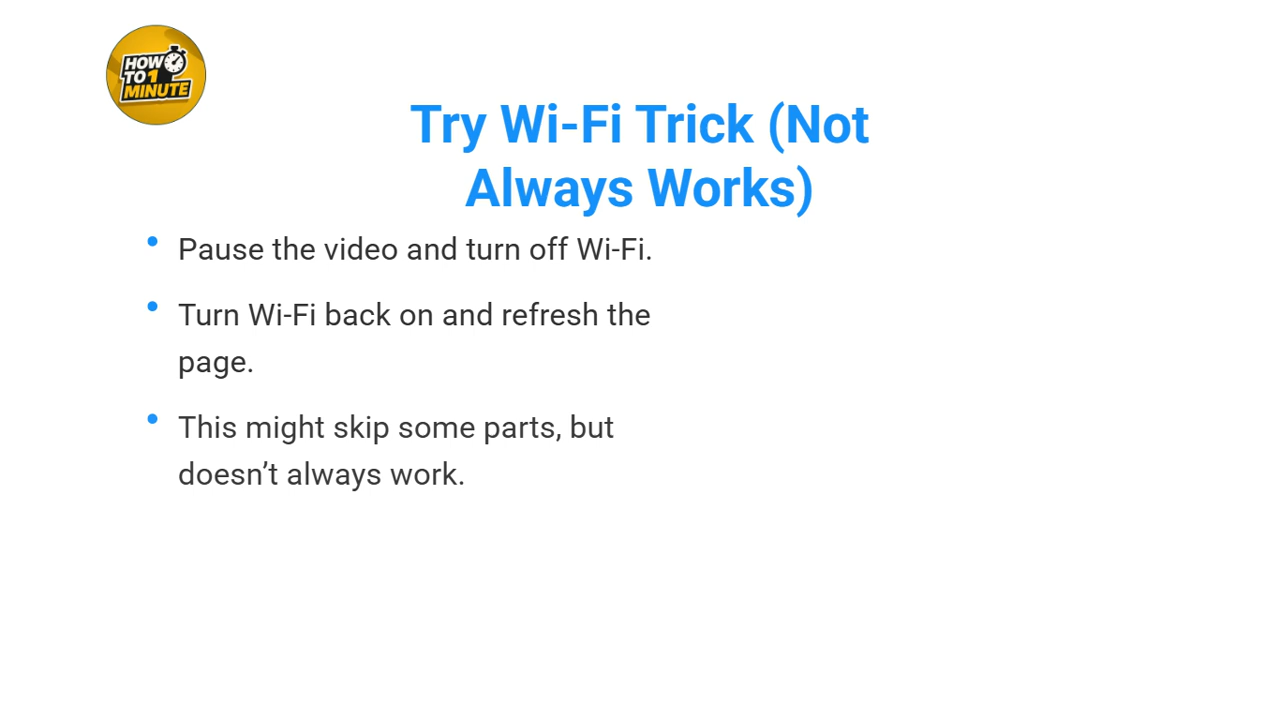 HOW
TO 1
MINUTE
Try Wi-Fi Trick (Not
Always Works)
• Pause the video and turn off Wi-Fi.
• Turn Wi-Fi back on and refresh the
page.
• This might skip some parts, but
doesn’t always work.